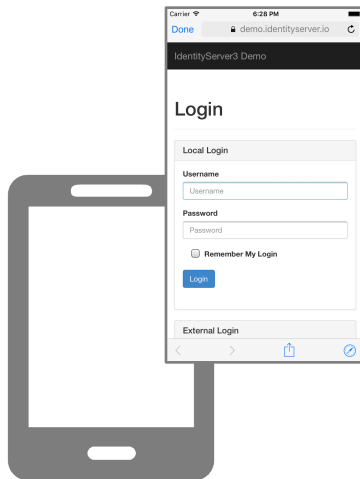 Carrier 6:28 PM
Done demo.identityserver.io
IdentityServer3 Demo
Login
Local Login
Username
Username
Password
Password
Remember My Login
Login
External Login